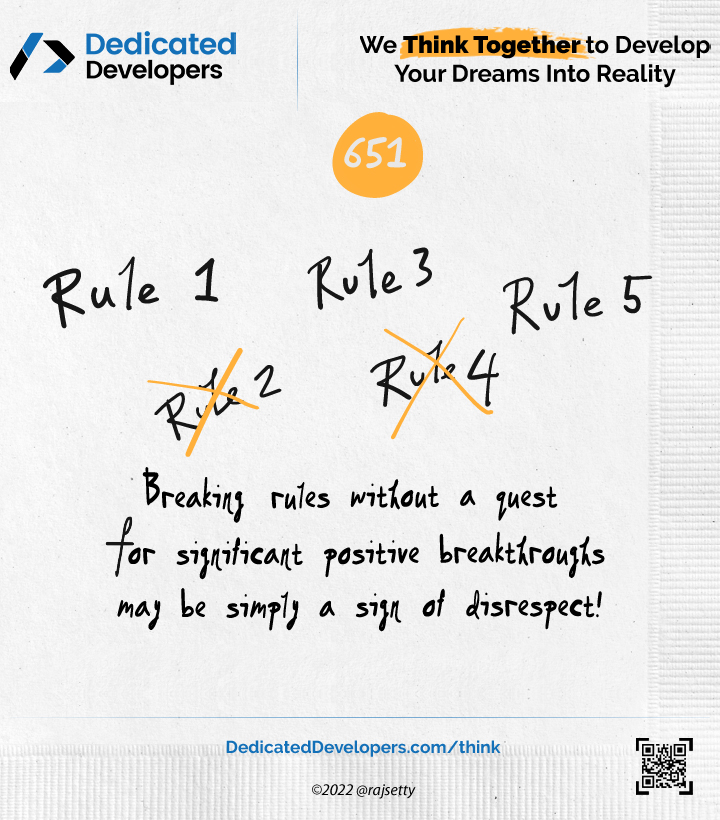 Dedicated
Developers
We Think Together to Develop
Your Dreams Into Reality
651
Rule 1
Rule 3
Rule 5
Rule 2
Rule 4
Breaking rules without a quest
for significant positive breakthroughs
may be simply a sign of disrespect!
DedicatedDevelopers.com/think
©2022 @rajsetty